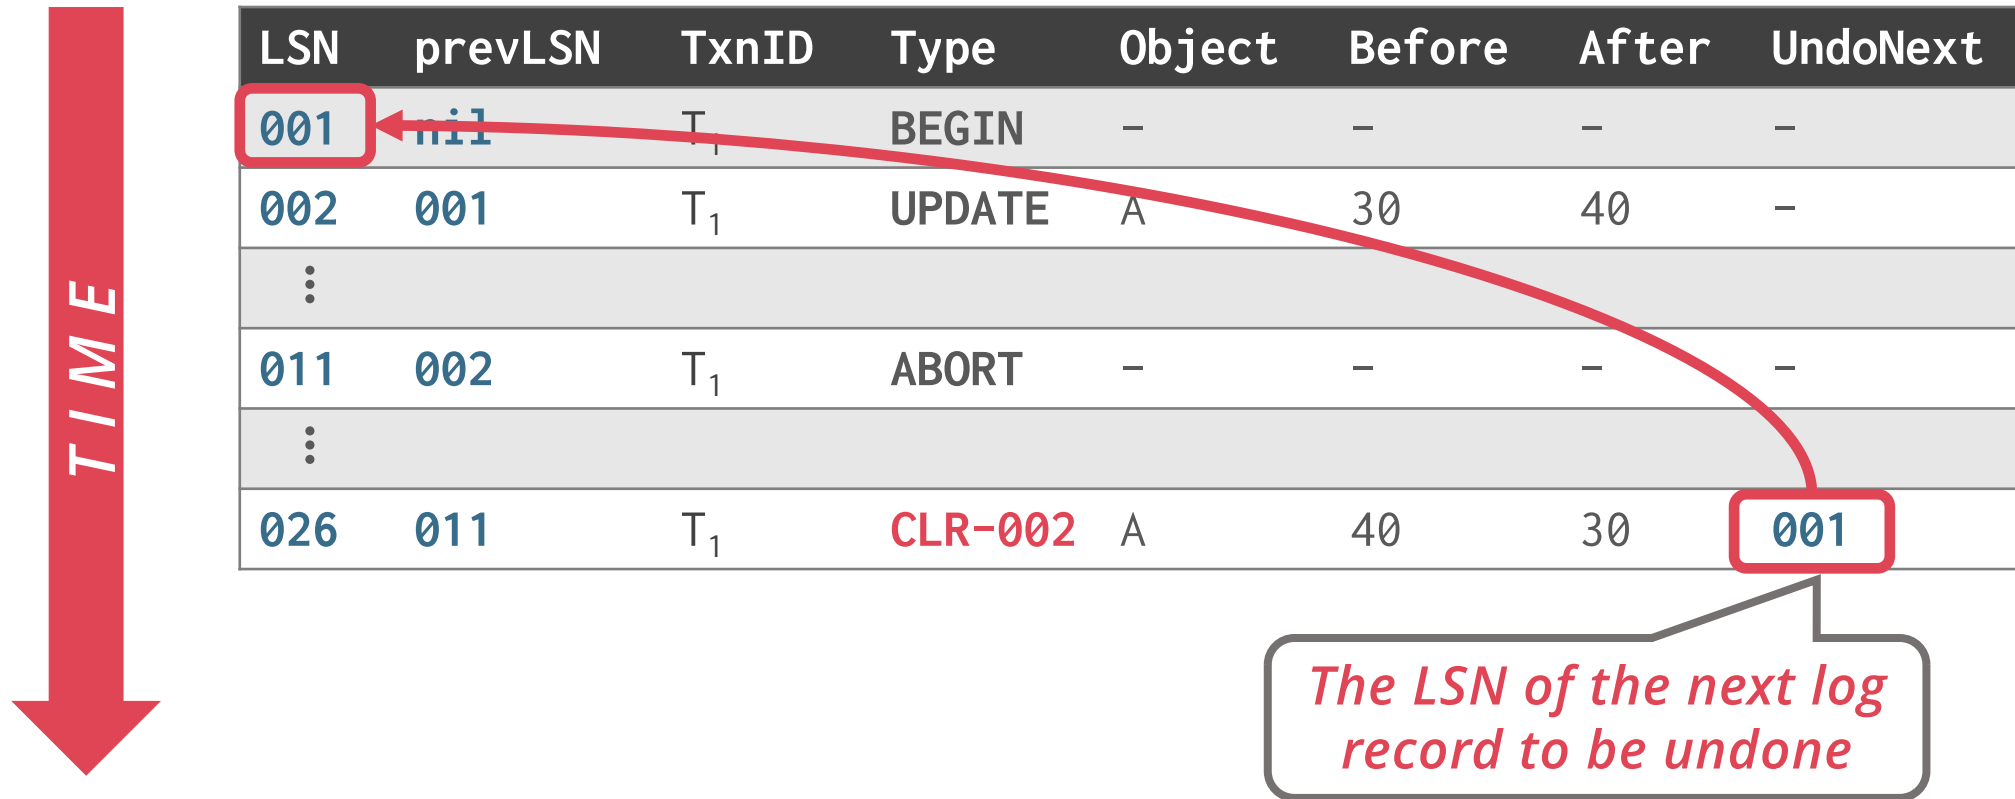 TIME
LSN prevLSN TxnID Type Object Before After UndoNext
001 nil T1 BEGIN - - - -
002 001 T1 UPDATE A 30 40 -
⋮
011 002 T1 ABORT - - - -
⋮
026 011 T1 CLR-002 A 40 30 001
The LSN of the next log
record to be undone